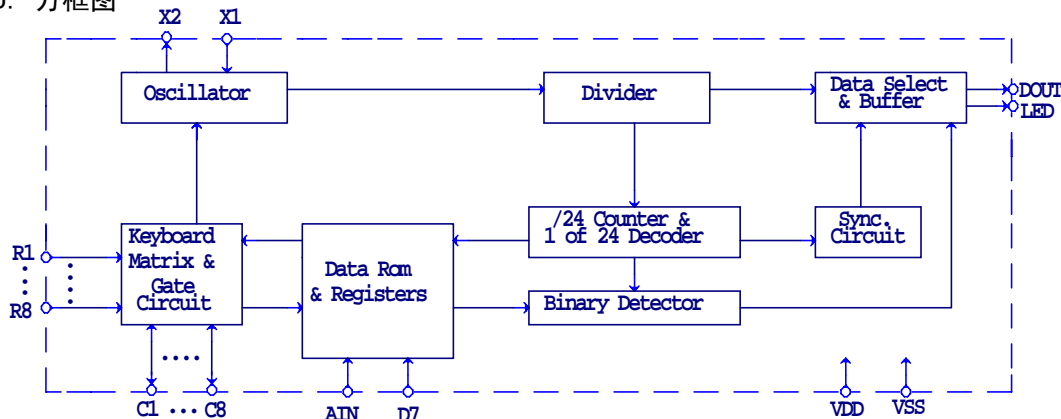 方框图
X2 X1
Oscillator
Divider
Data Select
& Buffer
DOUT
LED
Keyboard
Matrix &
Gate
Circuit
Data Rom
& Registers
/24 Counter &
1 of 24 Decoder
Sync.
Circuit
Binary Detector
R1
R8
C1 ••• C8
AIN
D7
VDD
VSS